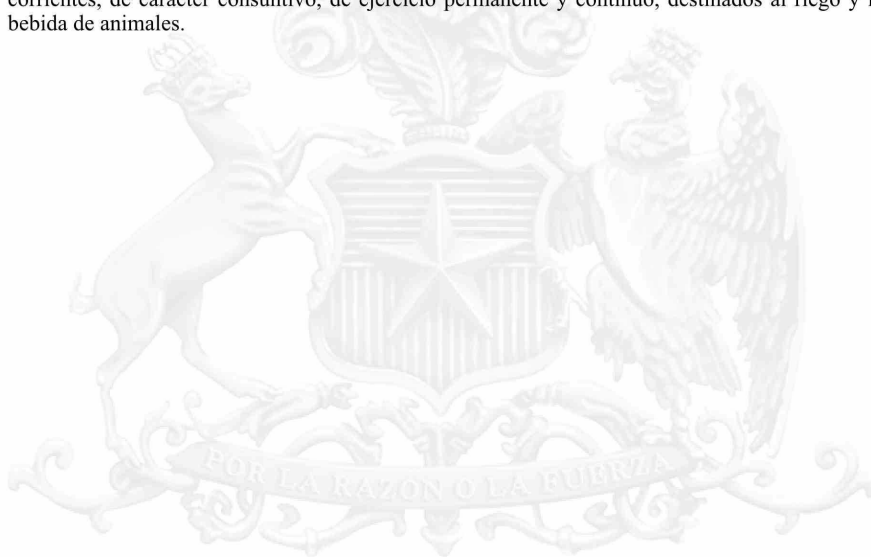 corrientes, de carácter consuntivo, de ejercicio permanente y continuo, destinados al riego y
bebida de animales.
POR LA RAZON O LA FUERZA